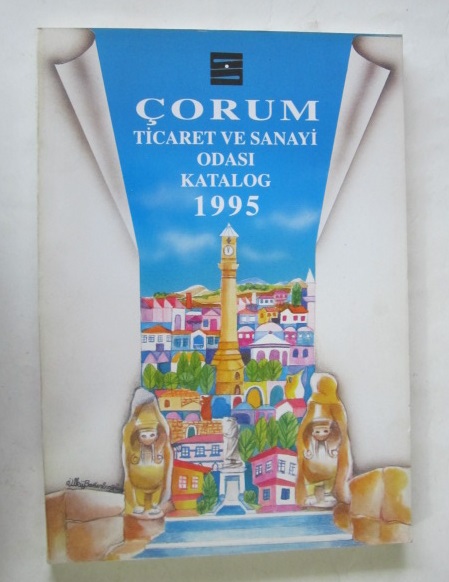 ÇORUM
TİCARET VE SANAYİ
ODASI
KATALOG
1995